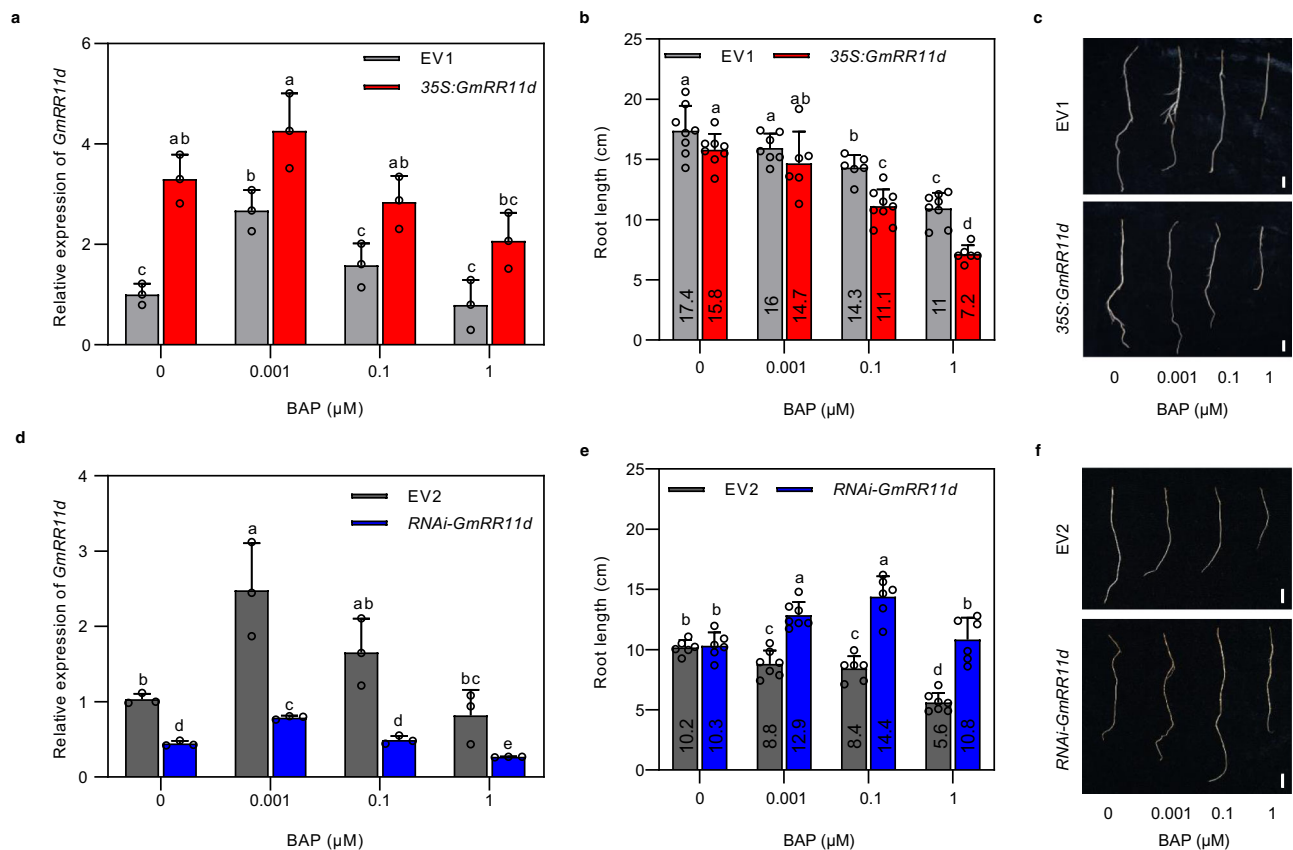 a
Relative expression of GmRR11d
6
4
2
0
EV1
35S:GmRR11d
c
ab
b
a
c
ab
c
bc
0 0.001 0.1 1
BAP (µM)
b
Root length (cm)
25
20
15
10
5
0
EV1 35S:GmRR11d
a
a
a
ab
b
c
c
d
17.4 15.8 16 14.7 14.3 11.1 11 7.2
0 0.001 0.1 1
BAP (µM)
c
EV1
35S:GmRR11d
0 0.001 0.1 1
BAP (µM)
d
Relative expression of GmRR11d
4
3
2
1
0
EV2
RNAi-GmRR11d
b
d
a
c
ab
d
bc
e
0 0.001 0.1 1
BAP (µM)
e
Root length (cm)
25
20
15
10
5
0
EV2 RNAi-GmRR11d
b
b
c
a
c
a
d
b
10.2 10.3 8.8 12.9 8.4 14.4 5.6 10.8
0 0.001 0.1 1
BAP (µM)
f
EV2
RNAi-GmRR11d
0 0.001 0.1 1
BAP (µM)